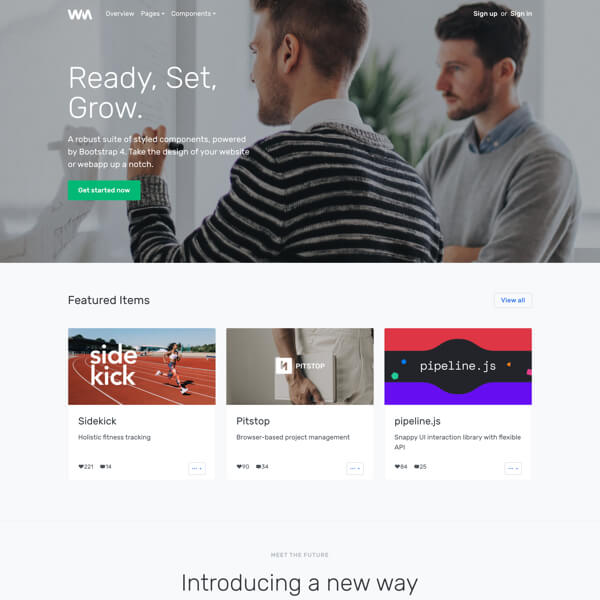 Overview Pages Components Sign up or Sign in
Ready, Set,
Grow.
A robust suite of styled components, powered
by Bootstrap 4. Take the design of your website
or webapp up a notch.
Get started now
Featured Items View all
side
kick
PITSTOP
pipeline.js
Sidekick
Holistic fitness tracking
221 14
Pitstop
Browser-based project management
90 34
pipeline.js
Snappy UI interaction library with flexible
API
84 25
MEET THE FUTURE
Introducing a new way